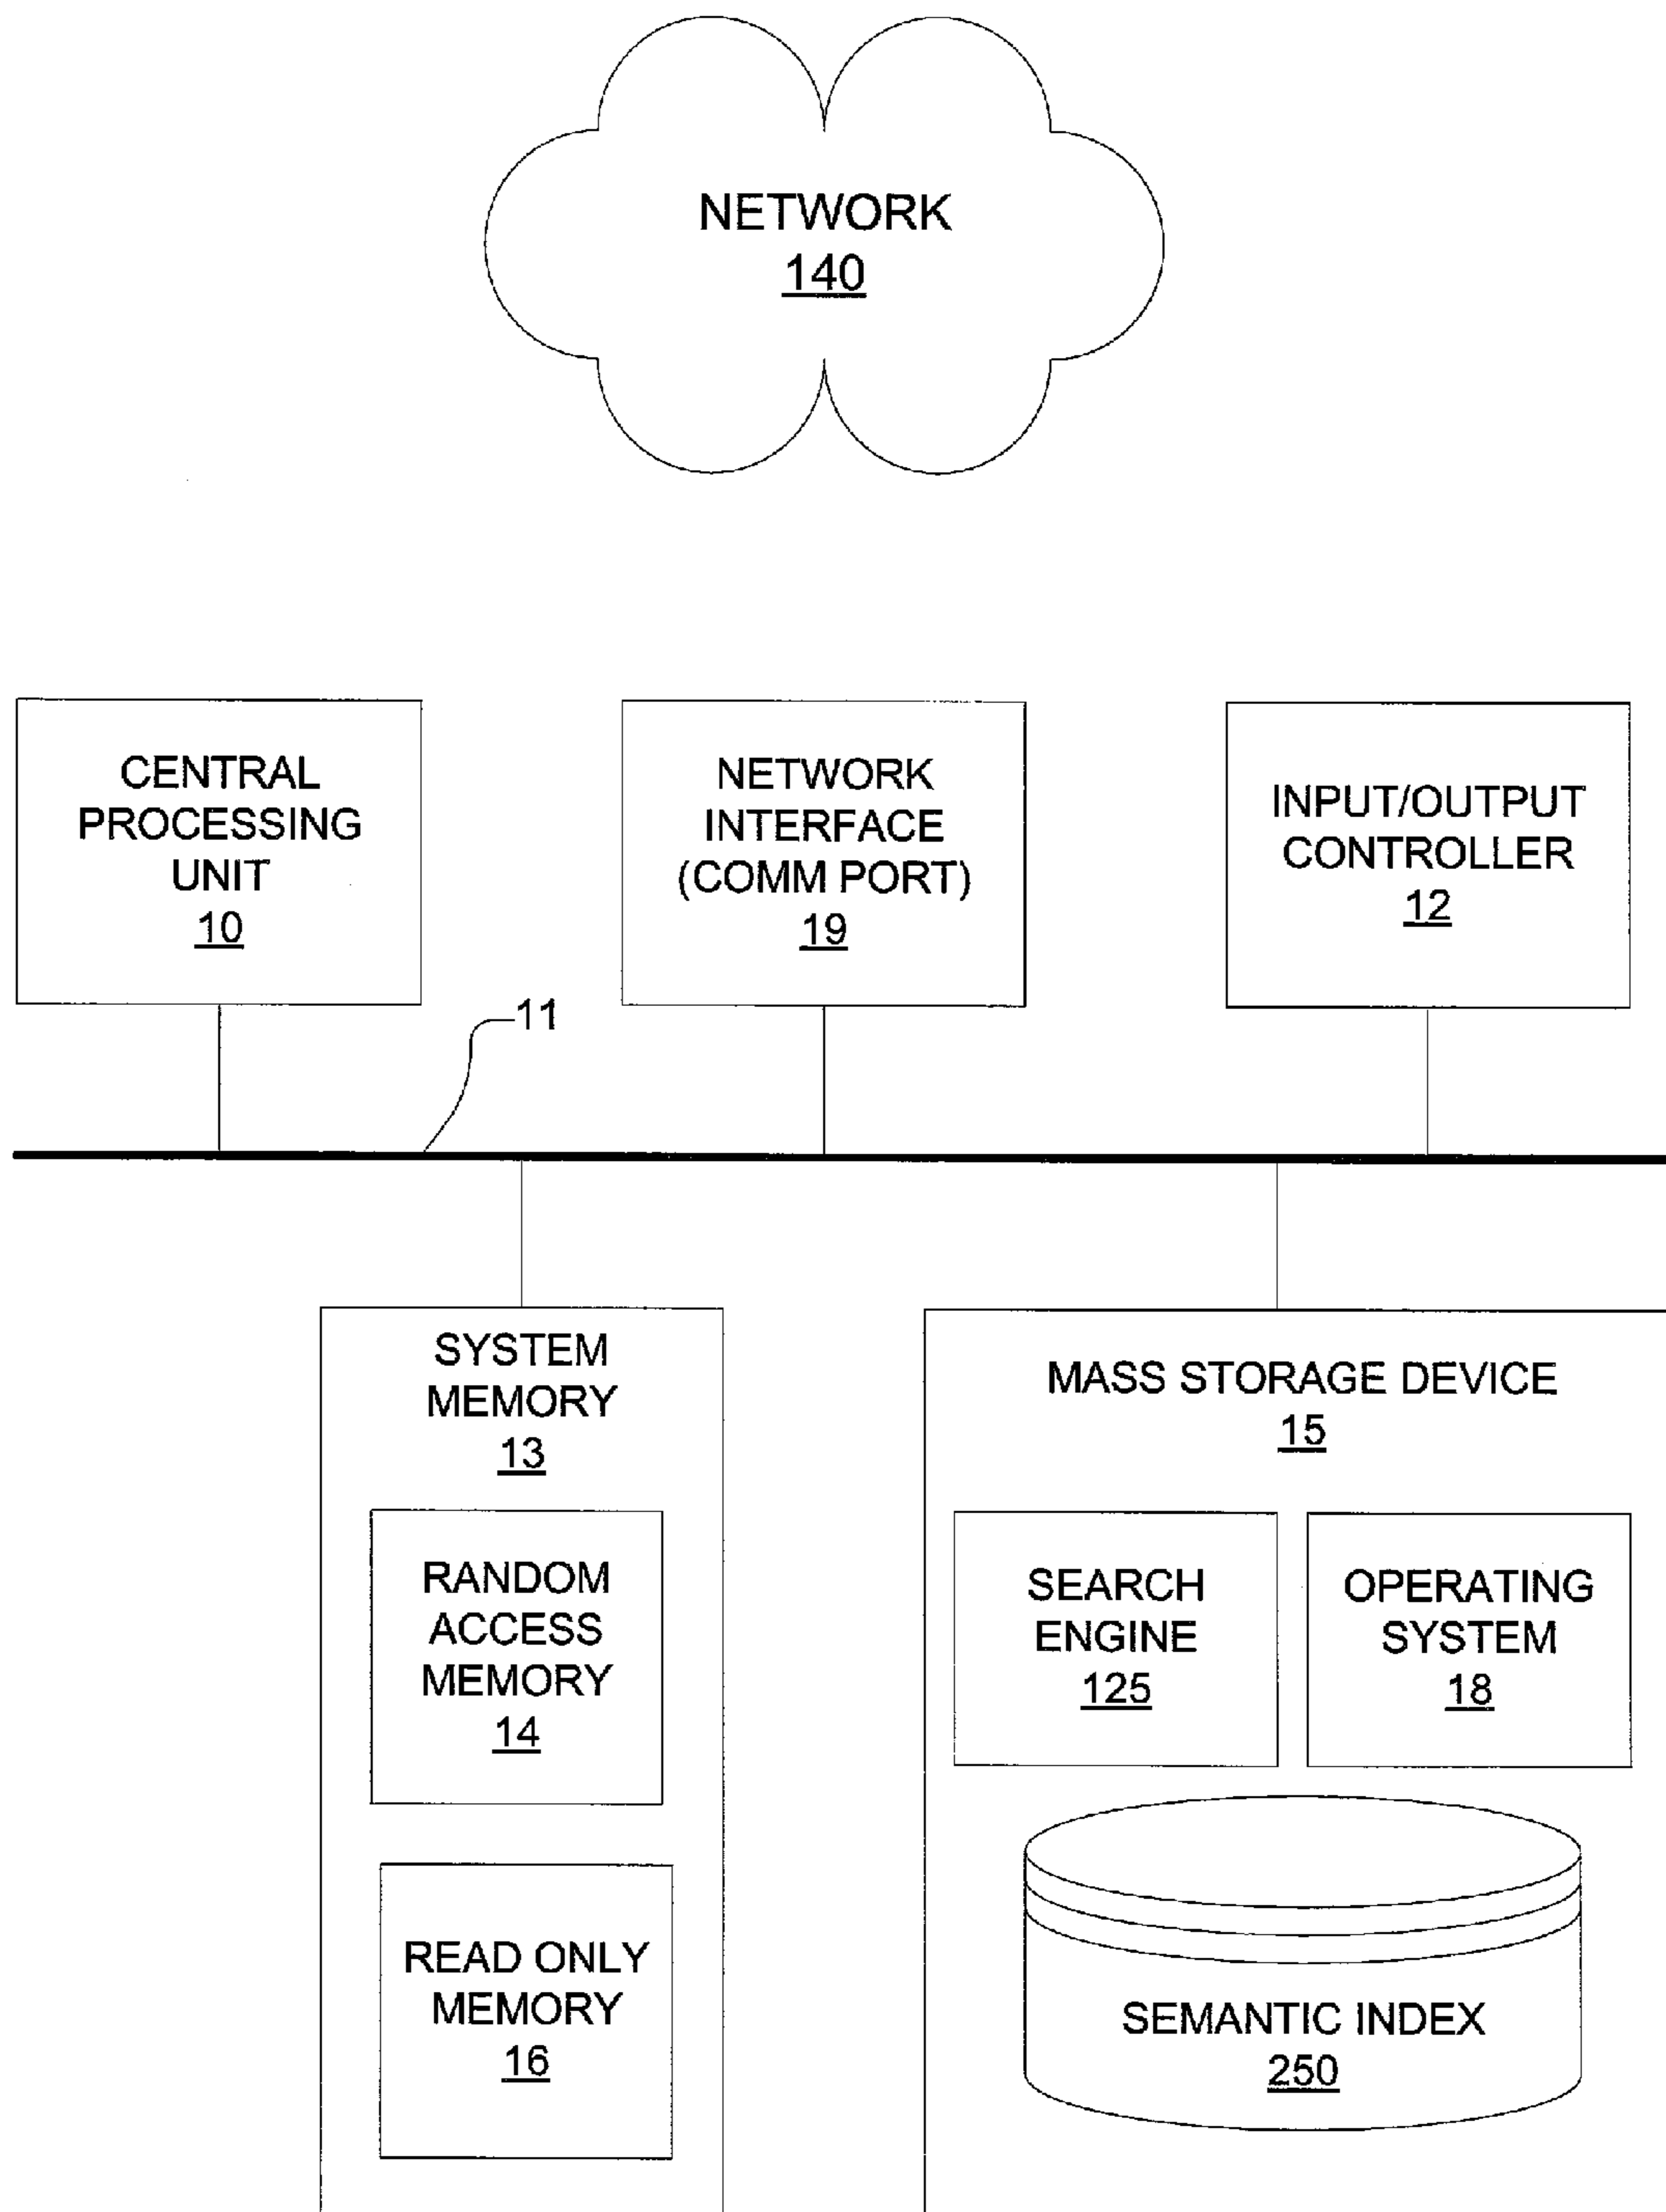 NETWORK
140
CENTRAL
PROCESSING
UNIT
10
NETWORK
INTERFACE
(COMM PORT)
19
INPUT/OUTPUT
CONTROLLER
12
11
SYSTEM
MEMORY
13
RANDOM
ACCESS
MEMORY
14
READ ONLY
MEMORY
16
MASS STORAGE DEVICE
15
SEARCH
ENGINE
125
OPERATING
SYSTEM
18
SEMANTIC INDEX
250